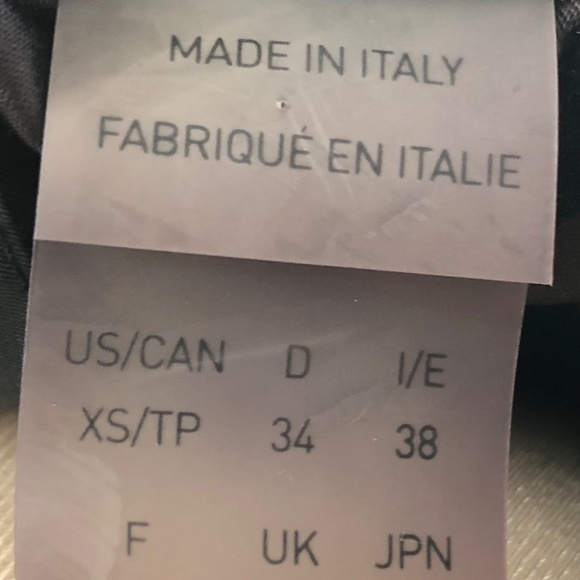 MADE IN ITALY
FABRIQUÉ EN ITALIE
US/CAN D I/E
XS/TP 34 38
F UK JPN